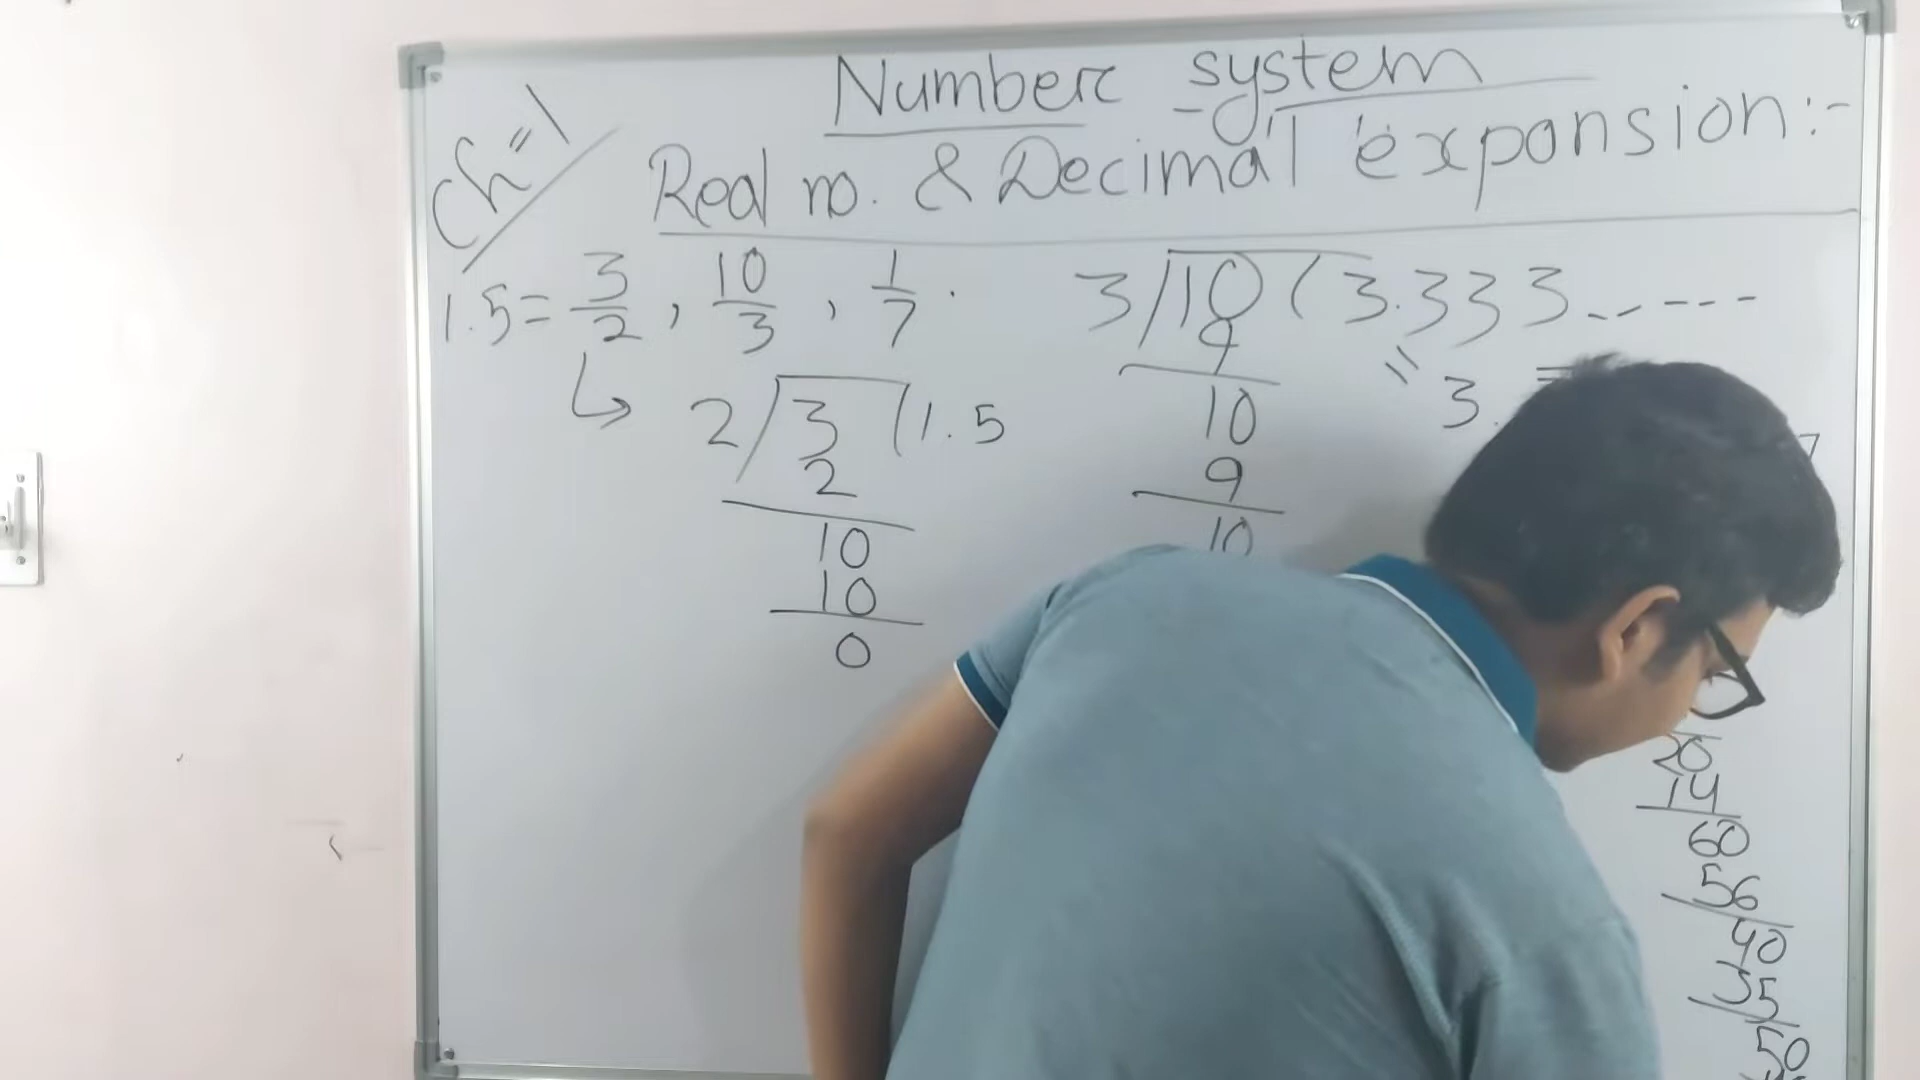 Ch=1
Number system
Real no. & Decimal expansion:-
1.5 = 3/2 , 10/3 , 1/7 .
2 / 3 ( 1.5
2
10
10
0
3 / 10 ( 3.333.-----
9
10
9
10
= 3.
7
20
14
60
56
40
35
50